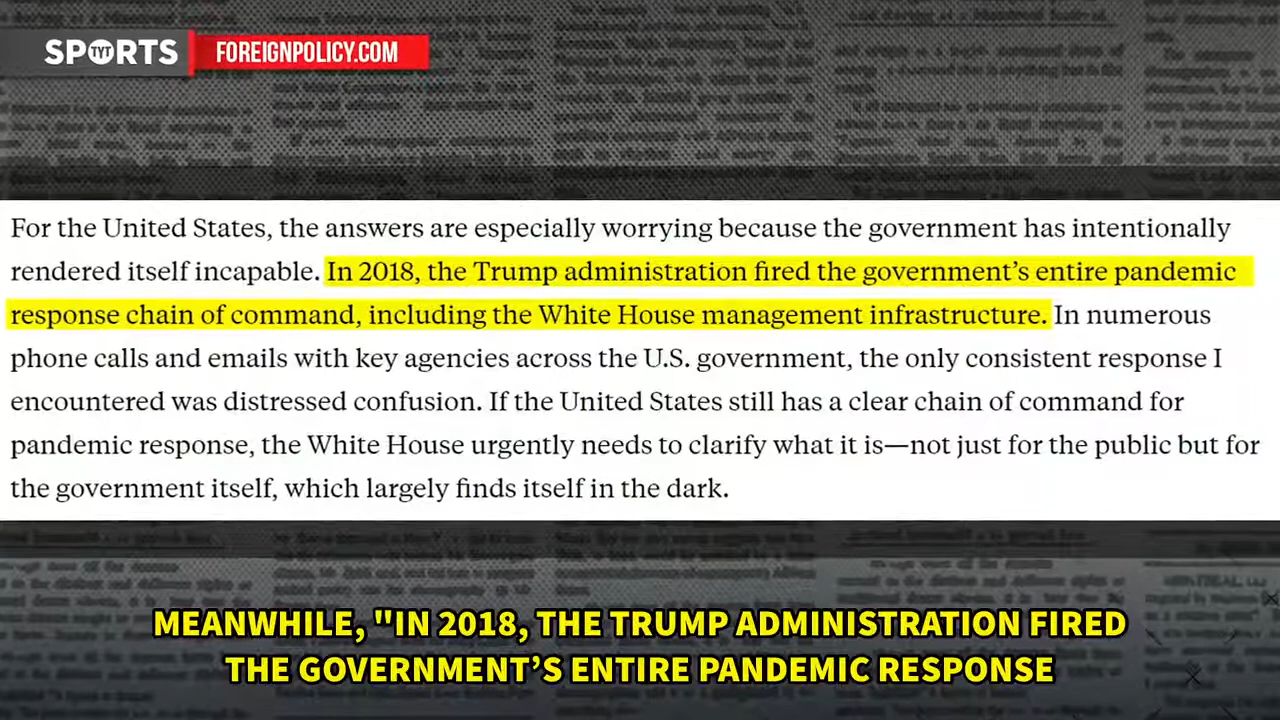 SPORTS
TYT
FOREIGNPOLICY.COM
For the United States, the answers are especially worrying because the government has intentionally
rendered itself incapable. In 2018, the Trump administration fired the government’s entire pandemic
response chain of command, including the White House management infrastructure. In numerous
phone calls and emails with key agencies across the U.S. government, the only consistent response I
encountered was distressed confusion. If the United States still has a clear chain of command for
pandemic response, the White House urgently needs to clarify what it is—not just for the public but for
the government itself, which largely finds itself in the dark.
MEANWHILE, "IN 2018, THE TRUMP ADMINISTRATION FIRED
THE GOVERNMENT’S ENTIRE PANDEMIC RESPONSE